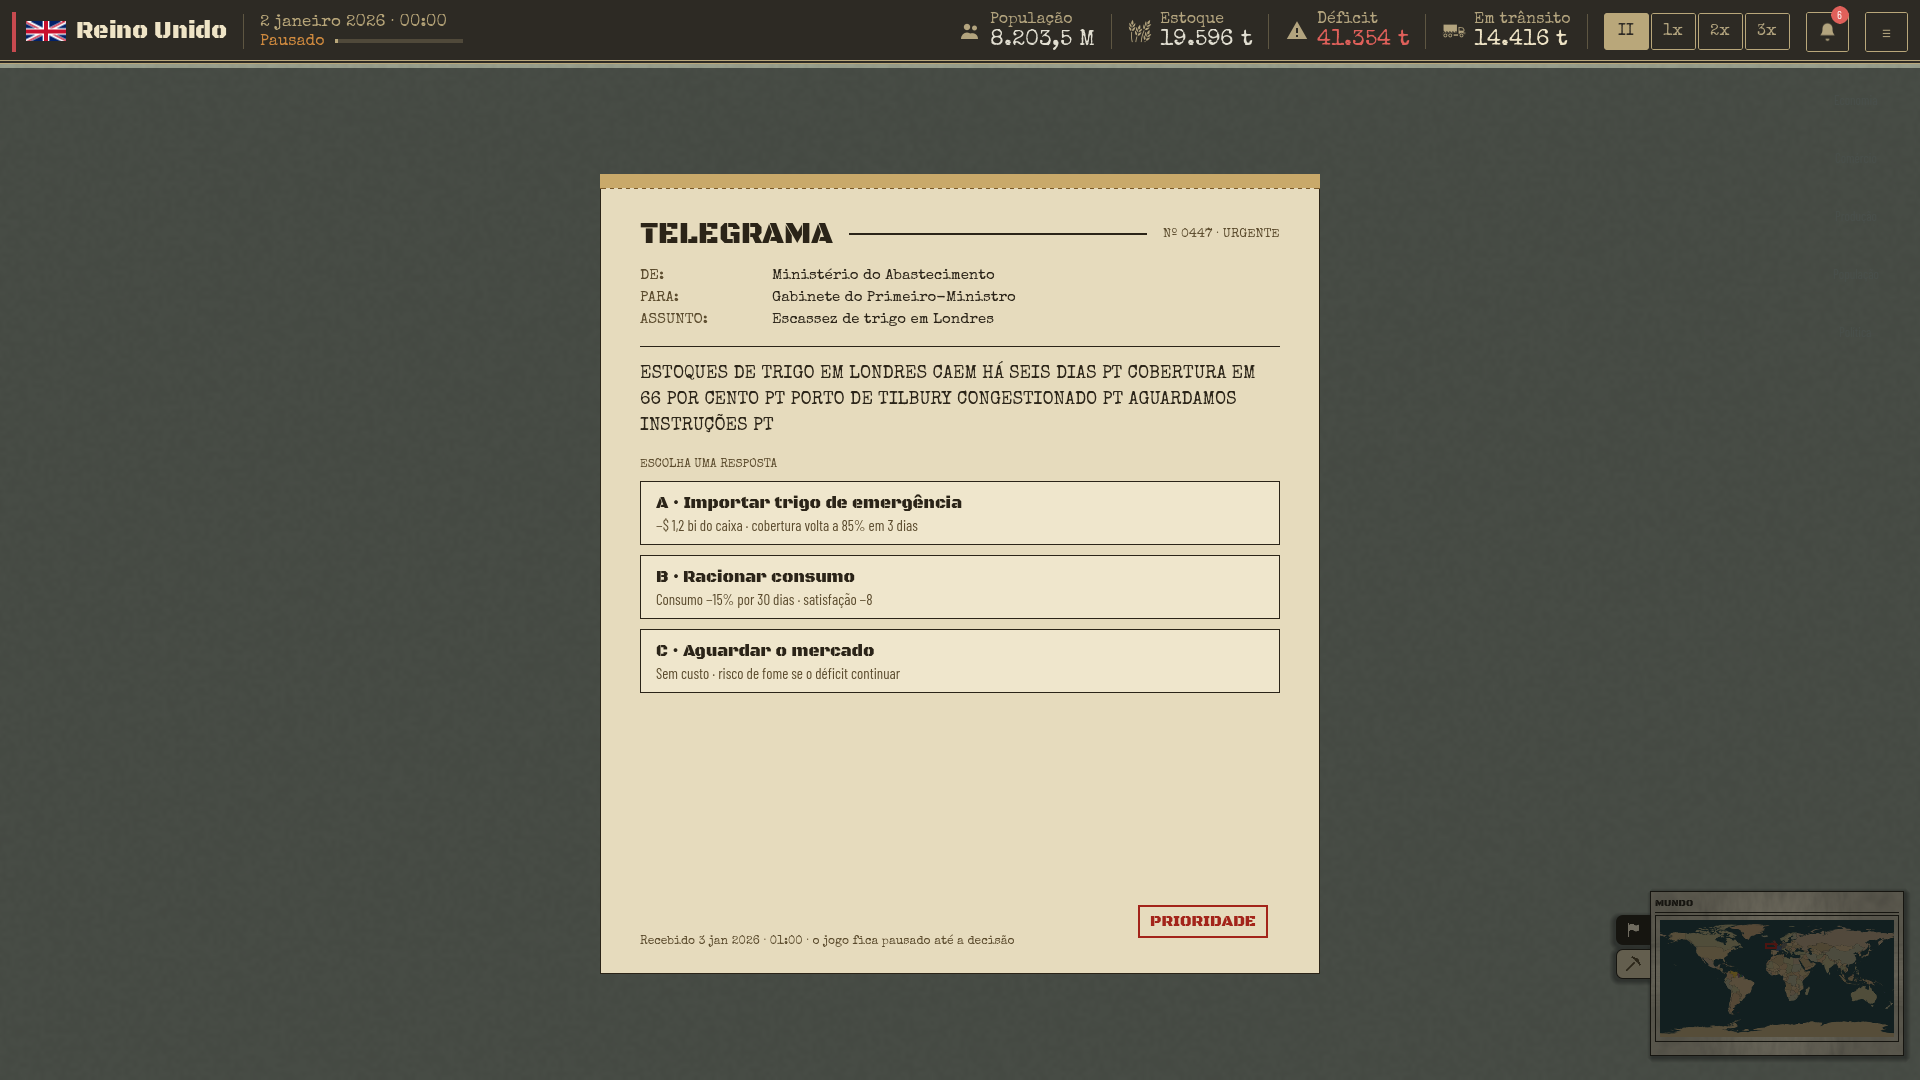 Reino Unido
2 janeiro 2026 · 00:00
Pausado
População
8.203,5 M
Estoque
19.596 t
Déficit
41.354 t
Em trânsito
14.416 t
II
1x
2x
3x
6
TELEGRAMA
Nº 0447 · URGENTE
DE: Ministério do Abastecimento
PARA: Gabinete do Primeiro-Ministro
ASSUNTO: Escassez de trigo em Londres
ESTOQUES DE TRIGO EM LONDRES CAEM HÁ SEIS DIAS PT COBERTURA EM
66 POR CENTO PT PORTO DE TILBURY CONGESTIONADO PT AGUARDAMOS
INSTRUÇÕES PT
ESCOLHA UMA RESPOSTA
A · Importar trigo de emergência
−$ 1,2 bi do caixa · cobertura volta a 85% em 3 dias
B · Racionar consumo
Consumo −15% por 30 dias · satisfação −8
C · Aguardar o mercado
Sem custo · risco de fome se o déficit continuar
PRIORIDADE
Recebido 3 jan 2026 · 01:00 · o jogo fica pausado até a decisão
MUNDO